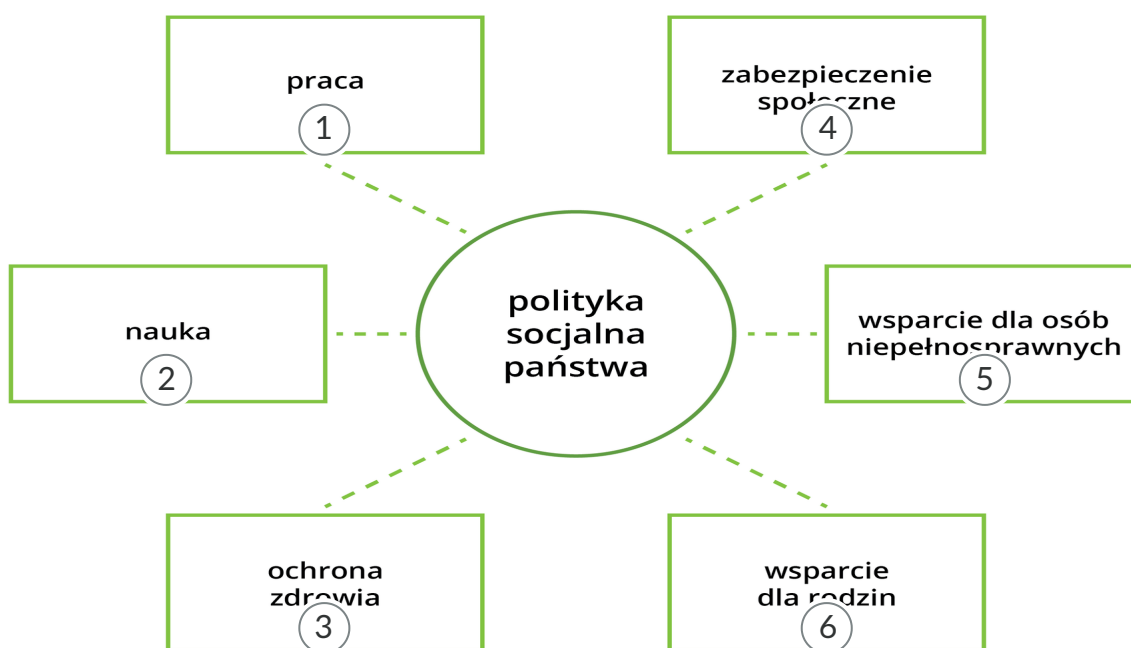 praca
1
zabezpieczenie
społeczne
4
nauka
2
polityka
socjalna
państwa
wsparcie dla osób
niepełnosprawnych
5
ochrona
zdrowia
3
wsparcie
dla rodzin
6